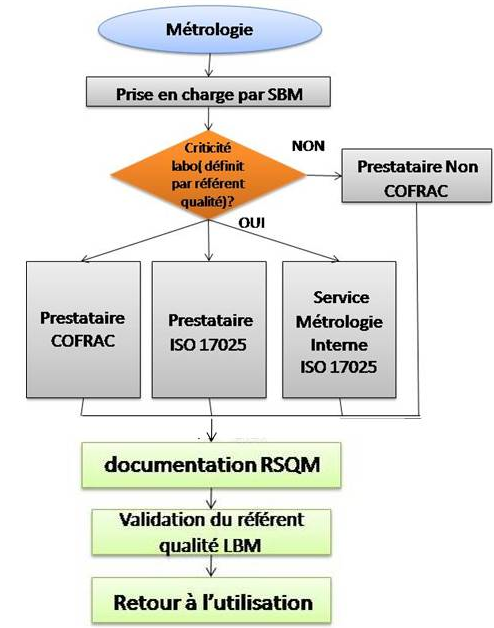 Métrologie
Prise en charge par SBM
Criticité
labo( définit
par référent
qualité)?
NON
Prestataire Non
COFRAC
OUI
Prestataire
COFRAC
Prestataire
ISO 17025
Service
Métrologie
Interne
ISO 17025
documentation RSQM
Validation du référent
qualité LBM
Retour à l'utilisation